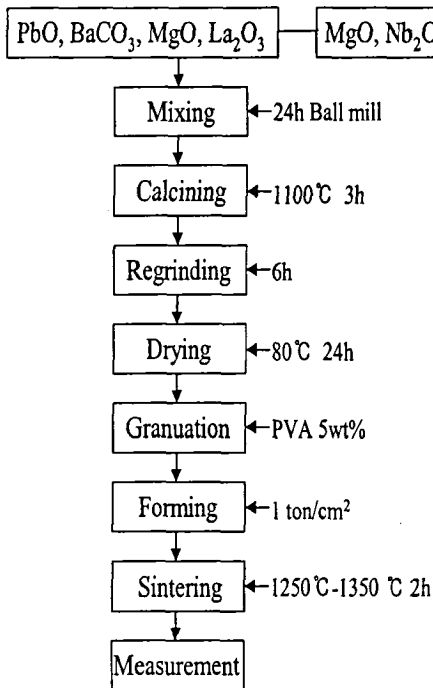 PbO, BaCO₃, MgO, La₂O₃
MgO, Nb₂O
Mixing
24h Ball mill
Calcining
1100℃ 3h
Regrinding
6h
Drying
80℃ 24h
Granuation
PVA 5wt%
Forming
1 ton/cm²
Sintering
1250℃-1350 ℃ 2h
Measurement